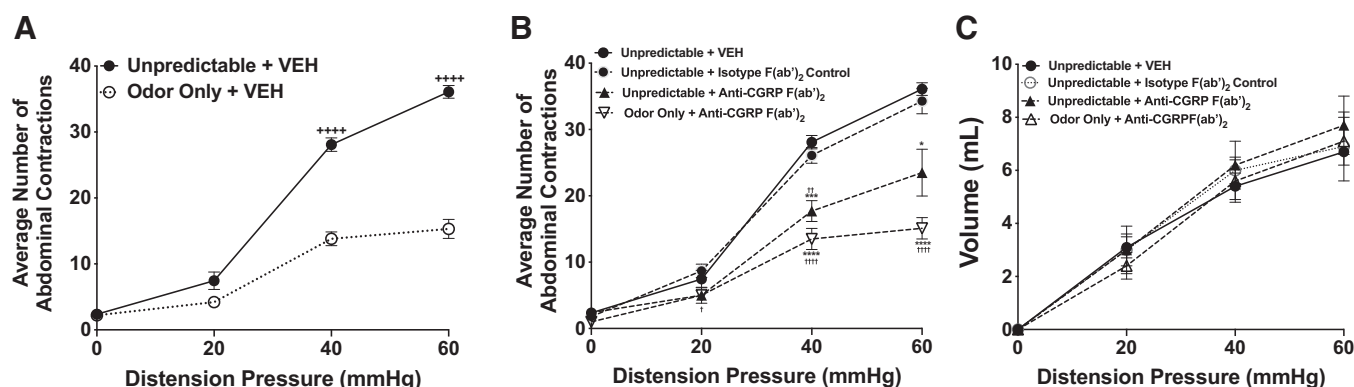 A
Average Number of
Abdominal Contractions
40
30
20
10
0
Unpredictable + VEH
Odor Only + VEH
++++
++++
0
20
40
60
Distension Pressure (mmHg)
B
Average Number of
Abdominal Contractions
40
30
20
10
0
Unpredictable + VEH
Unpredictable + Isotype F(ab’)2 Control
Unpredictable + Anti-CGRP F(ab’)2
Odor Only + Anti-CGRP F(ab’)2
*
††
***
****
††††
****
††††
†
0
20
40
60
Distension Pressure (mmHg)
C
Volume (mL)
10
8
6
4
2
0
Unpredictable + VEH
Unpredictable + Isotype F(ab’)2 Control
Unpredictable + Anti-CGRP F(ab’)2
Odor Only + Anti-CGRPF(ab’)2
0
20
40
60
Distension Pressure (mmHg)